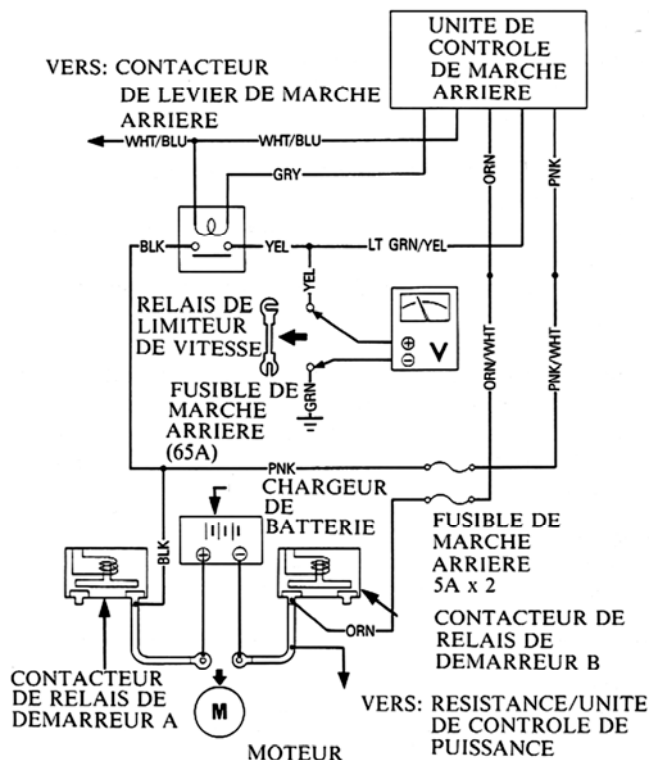 UNITE DE
CONTROLE
DE MARCHE
ARRIERE
VERS: CONTACTEUR
DE LEVIER DE MARCHE
ARRIERE
WHT/BLU
WHT/BLU
GRY
ORN
PNK
BLK
YEL
LT GRN/YEL
YEL
RELAIS DE
LIMITEUR
DE VITESSE
⊕
⊖
V
ORN/WHT
PNK/WHT
FUSIBLE DE
MARCHE
ARRIERE
(65A)
GRN
PNK
CHARGEUR
DE
BATTERIE
BLK
FUSIBLE DE
MARCHE
ARRIERE
5A x 2
⊕
⊖
ORN
CONTACTEUR DE
RELAIS DE
DEMARREUR B
CONTACTEUR
DE RELAIS DE
DEMARREUR A
M
MOTEUR
VERS: RESISTANCE/UNITE
DE CONTROLE DE
PUISSANCE